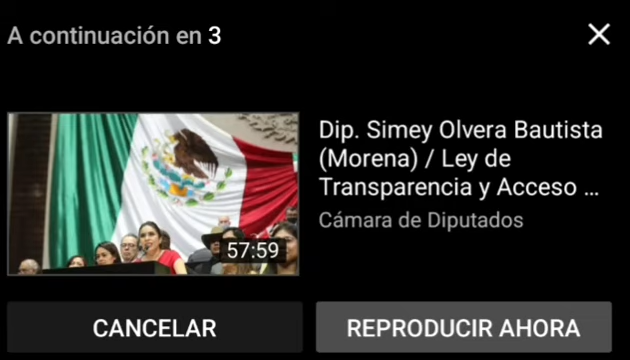 A continuación en 3
Dip. Simey Olvera Bautista
(Morena) / Ley de
Transparencia y Acceso ...
Cámara de Diputados
57:59
CANCELAR
REPRODUCIR AHORA